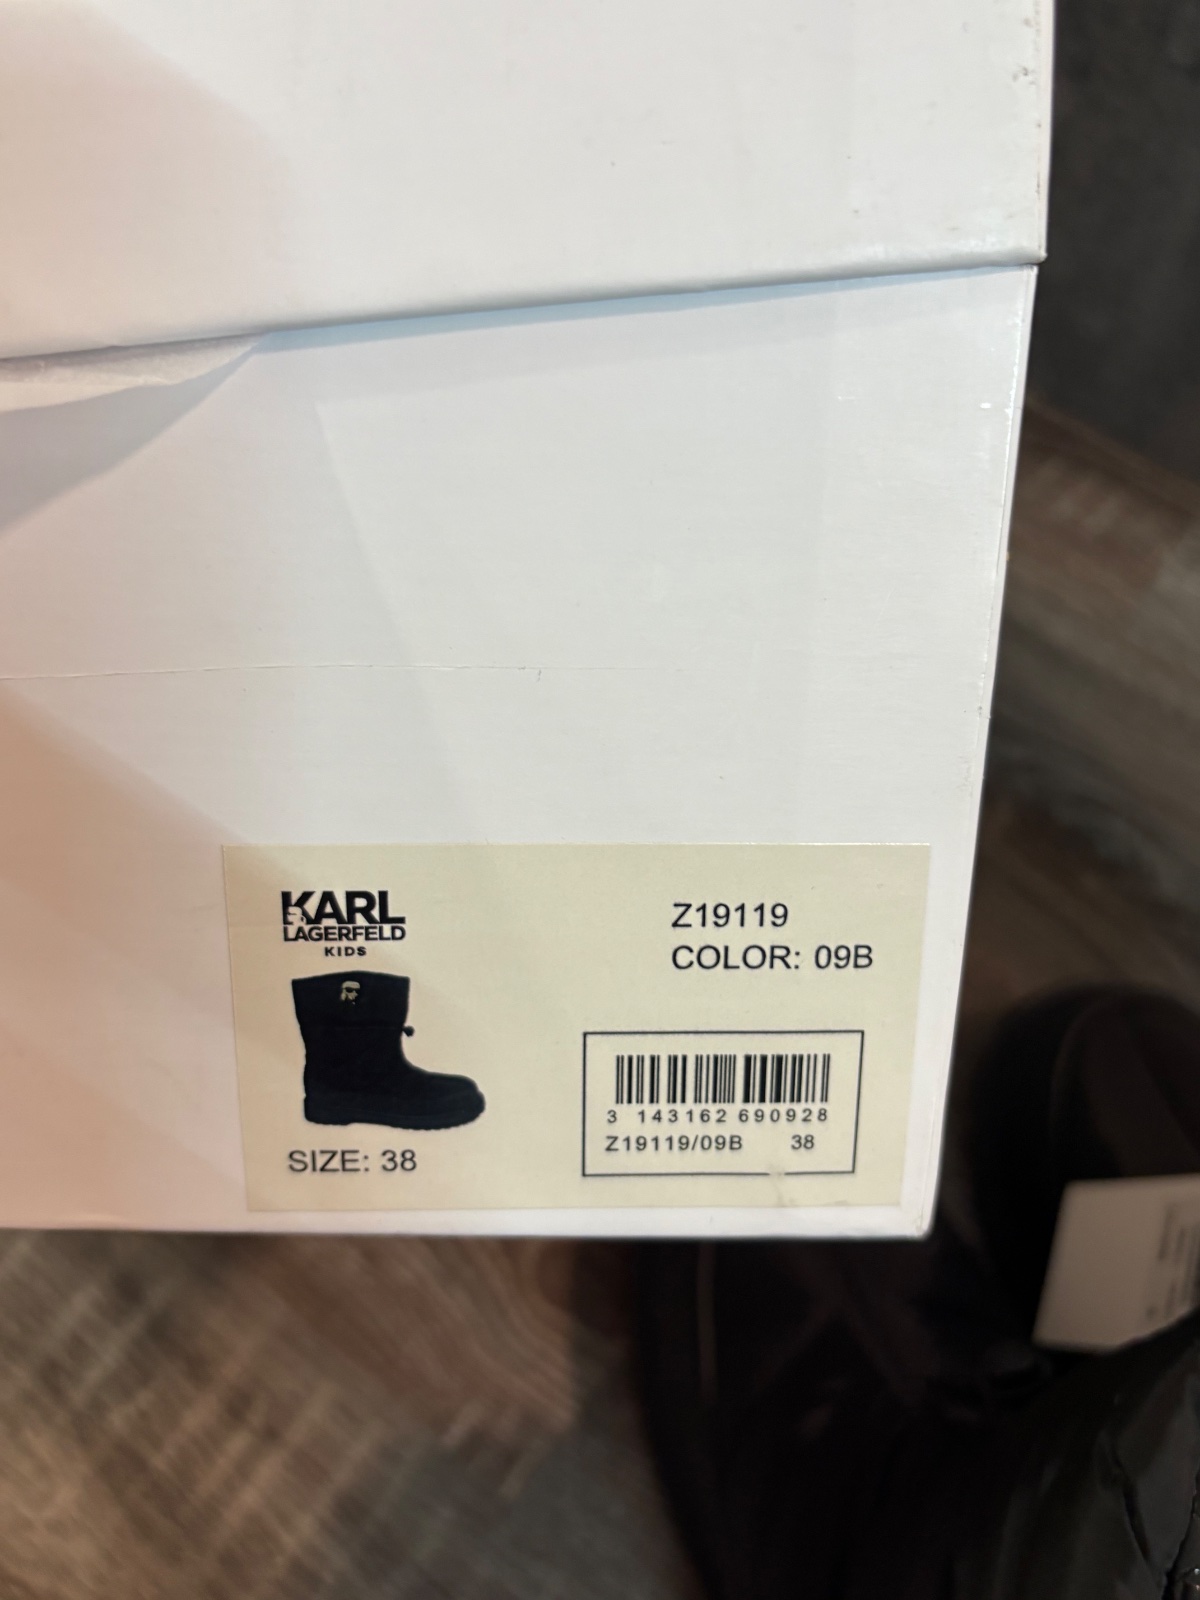 KARL
LAGERFELD
KIDS
Z19119
COLOR: 09B
SIZE: 38
3 143162 690928
Z19119/09B 38